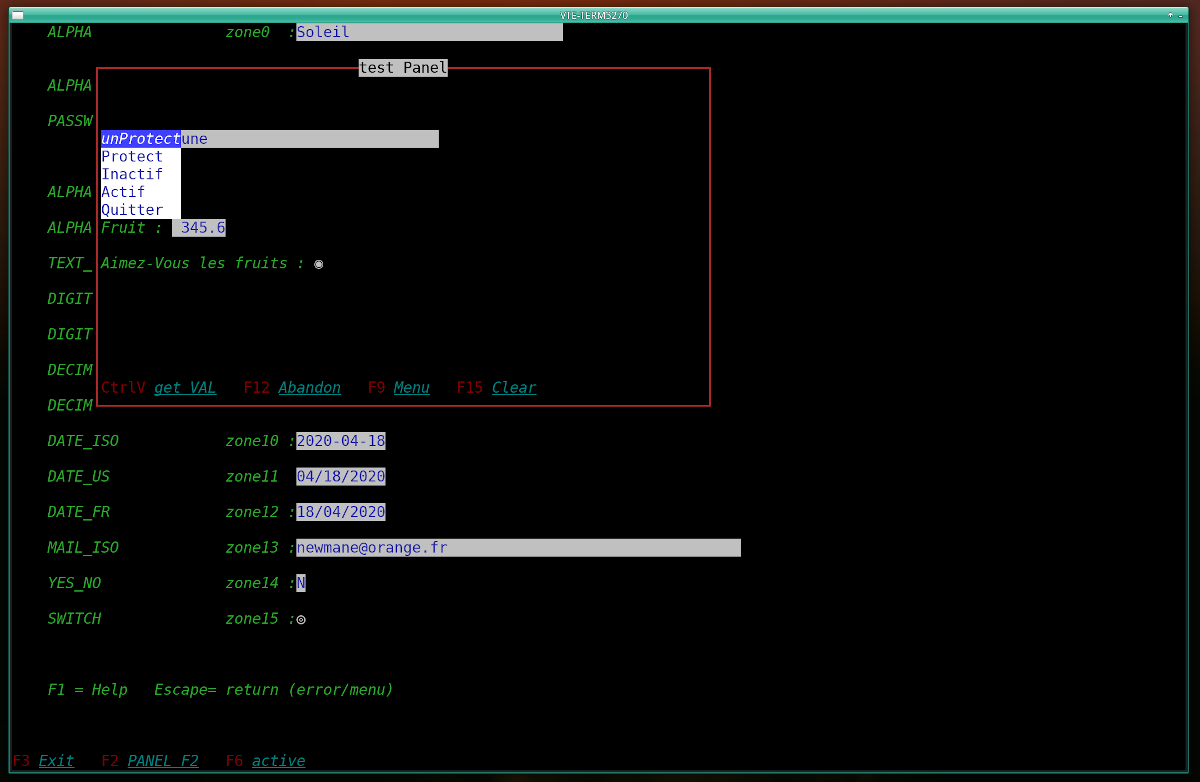 VTE-TERM3270
ALPHA zone0 :Soleil
test Panel
ALPHA
PASSW
unProtectune
Protect
Inactif
ALPHA Actif
Quitter
ALPHA Fruit : 345.6
TEXT_ Aimez-Vous les fruits : ◉
DIGIT
DIGIT
DECIM
CtrlV get VAL F12 Abandon F9 Menu F15 Clear
DECIM
DATE_ISO zone10 :2020-04-18
DATE_US zone11 04/18/2020
DATE_FR zone12 :18/04/2020
MAIL_ISO zone13 :newmane@orange.fr
YES_NO zone14 :N
SWITCH zone15 :◎
F1 = Help Escape= return (error/menu)
F3 Exit F2 PANEL F2 F6 active